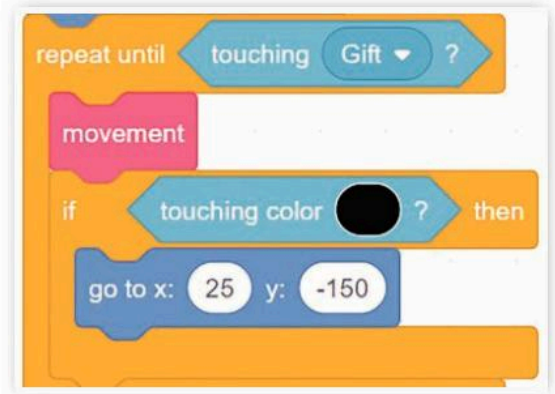 repeat until touching Gift ?
movement
if touching color ? then
go to x: 25 y: -150